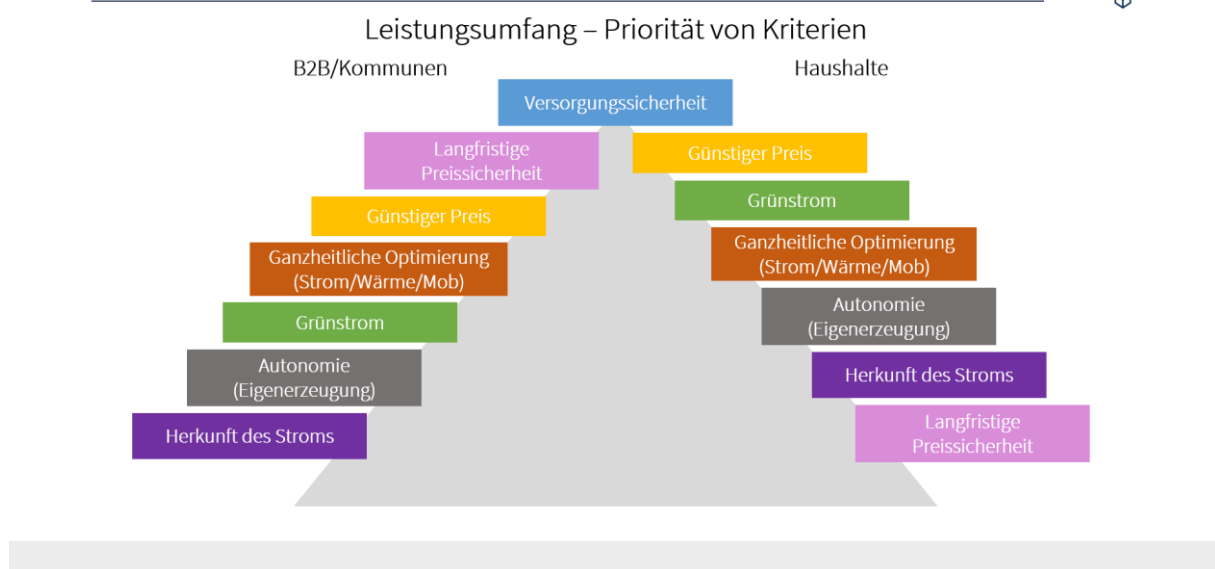 Leistungsumfang – Priorität von Kriterien
B2B/Kommunen
Haushalte
Versorgungssicherheit
Langfristige
Preissicherheit
Günstiger Preis
Ganzheitliche Optimierung
(Strom/Wärme/Mob)
Grünstrom
Autonomie
(Eigenerzeugung)
Herkunft des Stroms
Günstiger Preis
Grünstrom
Ganzheitliche Optimierung
(Strom/Wärme/Mob)
Autonomie
(Eigenerzeugung)
Herkunft des Stroms
Langfristige
Preissicherheit